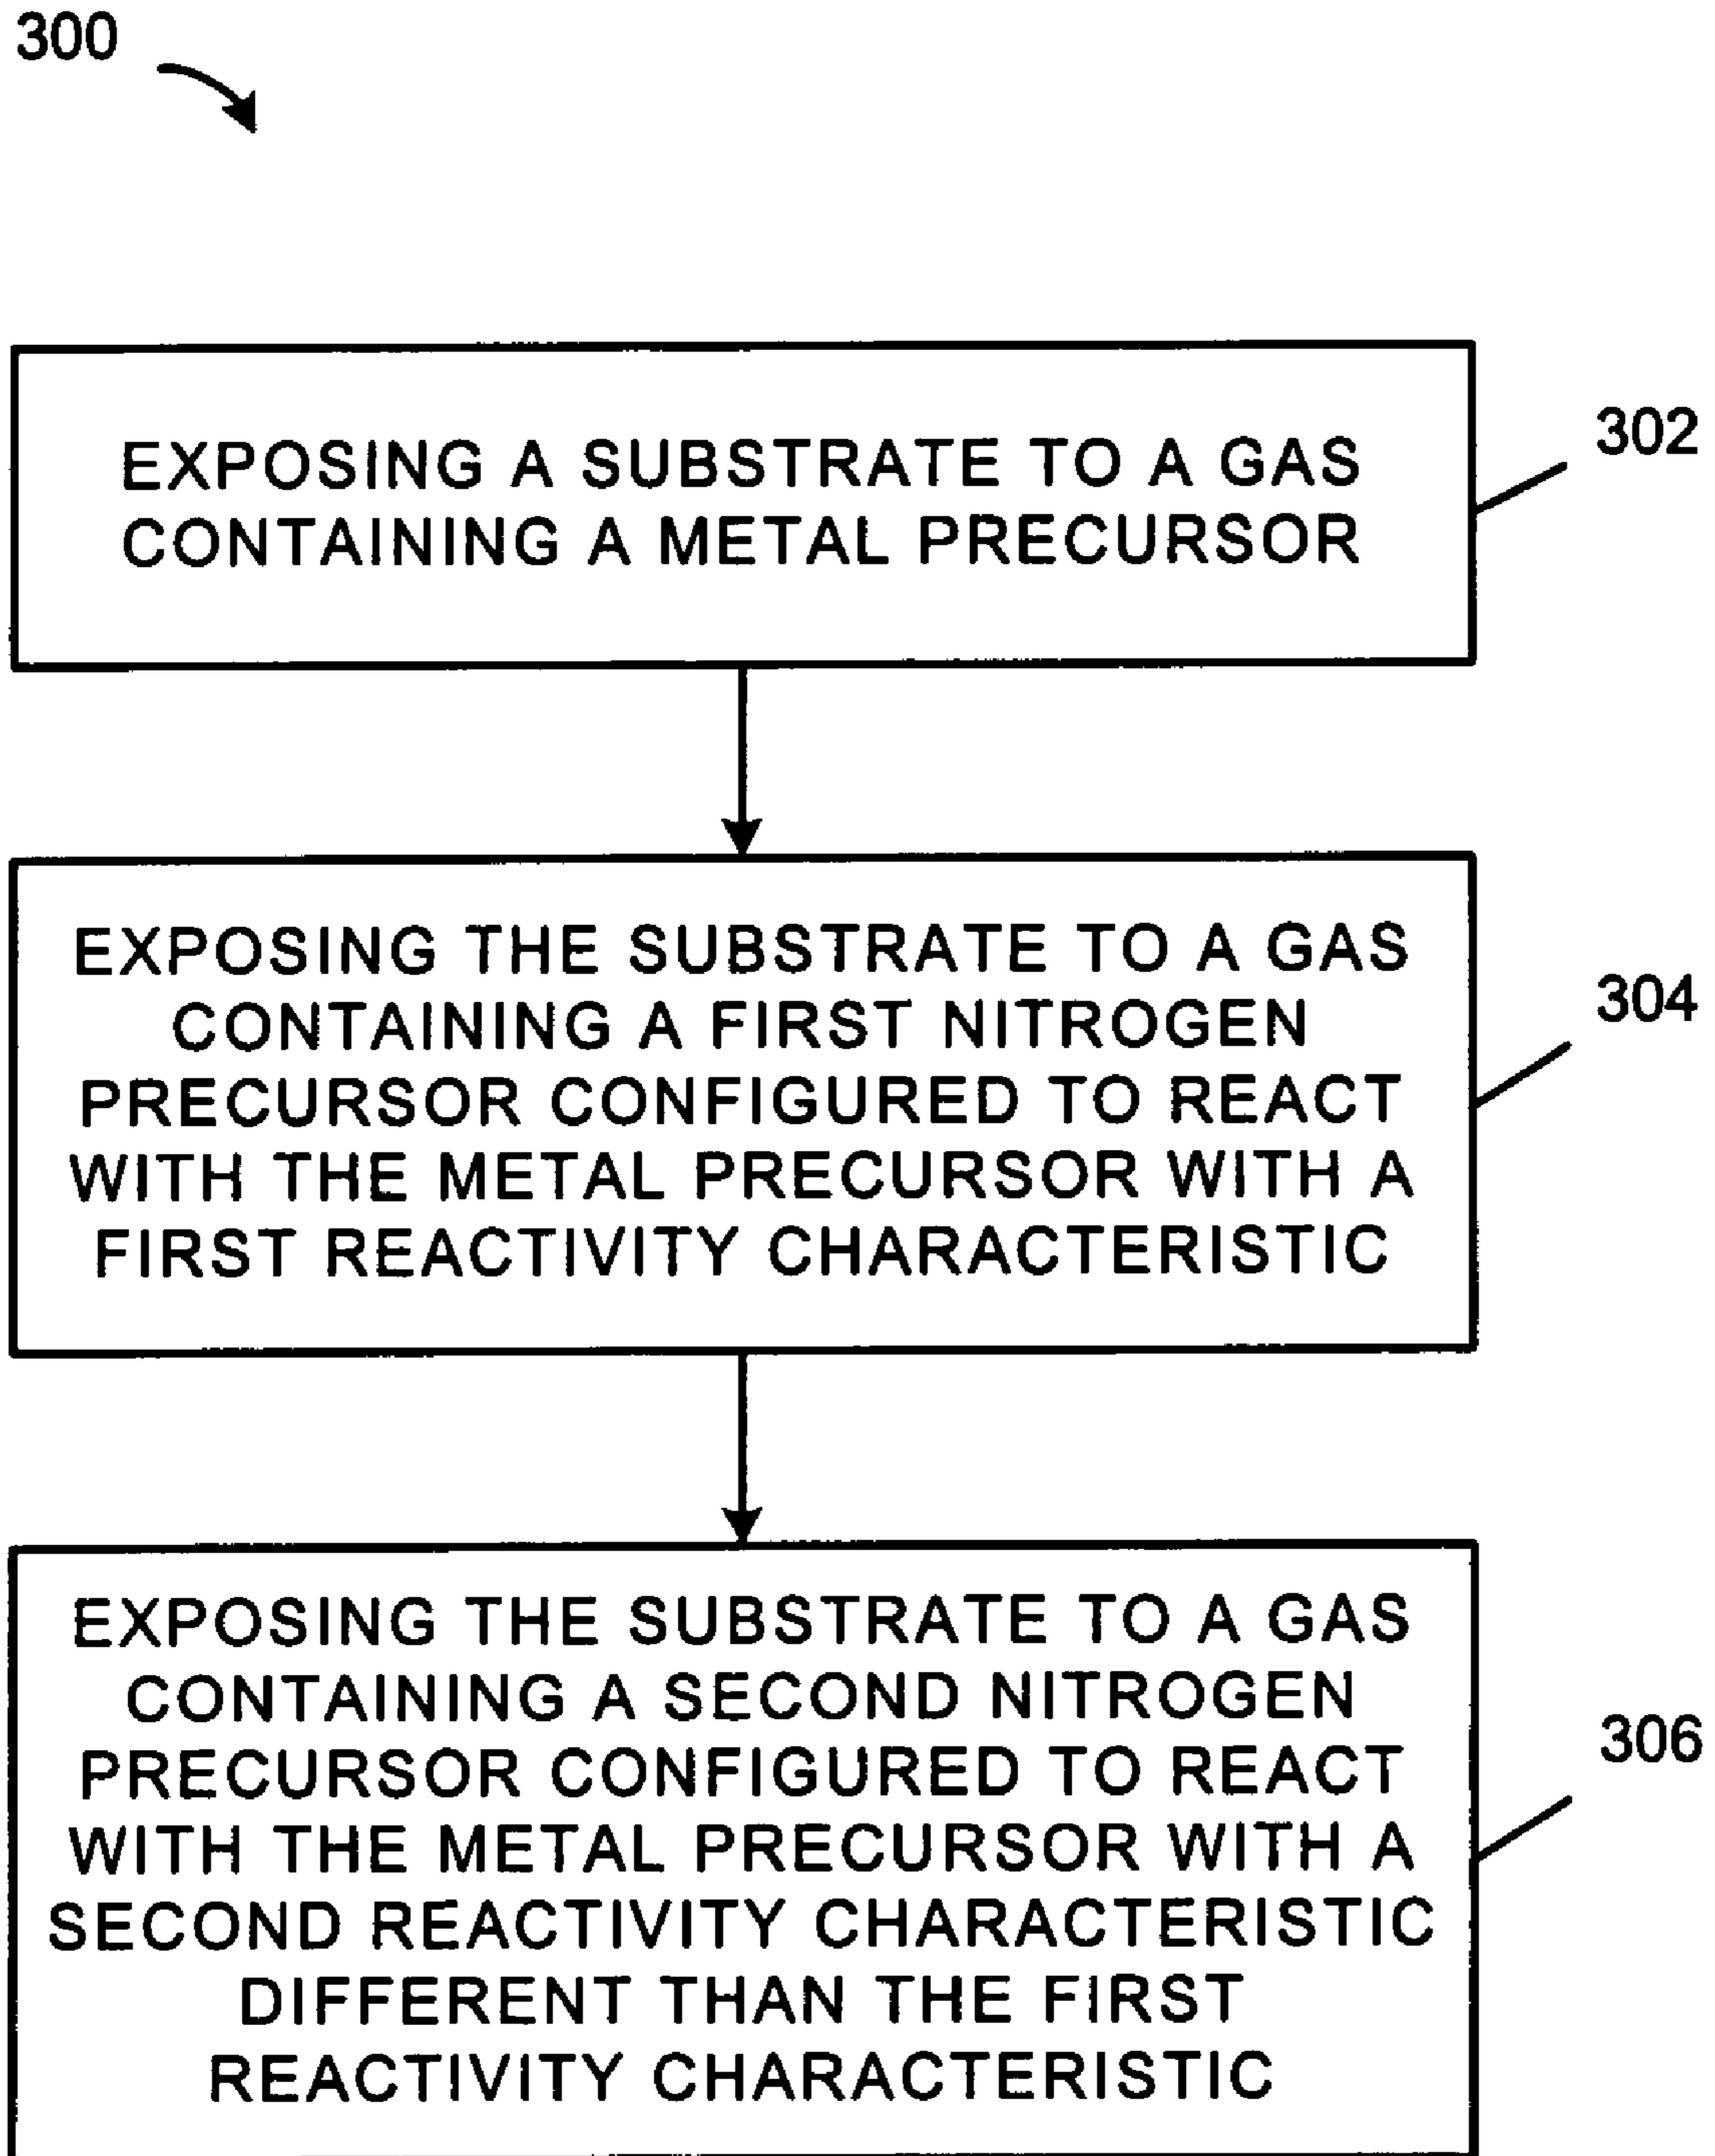 300
EXPOSING A SUBSTRATE TO A GAS
CONTAINING A METAL PRECURSOR
302
EXPOSING THE SUBSTRATE TO A GAS
CONTAINING A FIRST NITROGEN
PRECURSOR CONFIGURED TO REACT
WITH THE METAL PRECURSOR WITH A
FIRST REACTIVITY CHARACTERISTIC
304
EXPOSING THE SUBSTRATE TO A GAS
CONTAINING A SECOND NITROGEN
PRECURSOR CONFIGURED TO REACT
WITH THE METAL PRECURSOR WITH A
SECOND REACTIVITY CHARACTERISTIC
DIFFERENT THAN THE FIRST
REACTIVITY CHARACTERISTIC
306